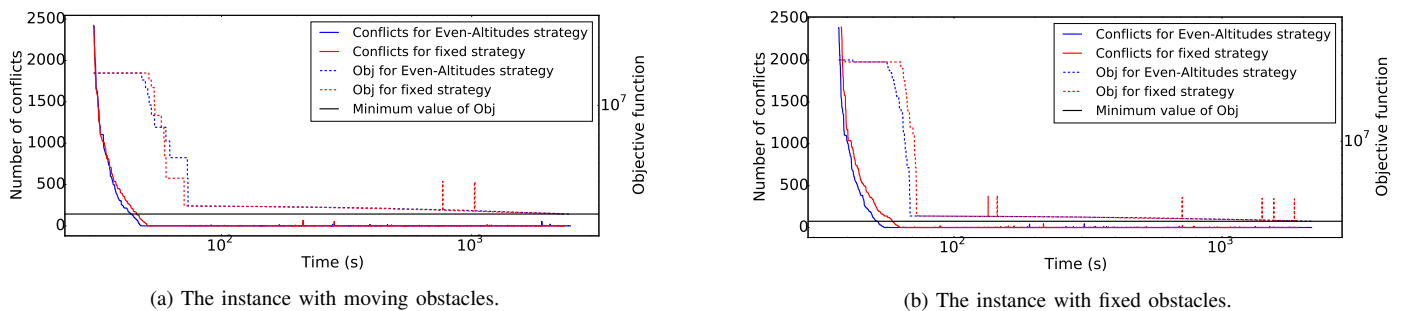 2500
2000
1500
1000
500
0
Number of conflicts
Conflicts for Even-Altitudes strategy
Conflicts for fixed strategy
Obj for Even-Altitudes strategy
Obj for fixed strategy
Minimum value of Obj
10^7
Objective function
10^2
10^3
Time (s)
(a) The instance with moving obstacles.
2500
2000
1500
1000
500
0
Number of conflicts
Conflicts for Even-Altitudes strategy
Conflicts for fixed strategy
Obj for Even-Altitudes strategy
Obj for fixed strategy
Minimum value of Obj
10^7
Objective function
10^2
10^3
Time (s)
(b) The instance with fixed obstacles.